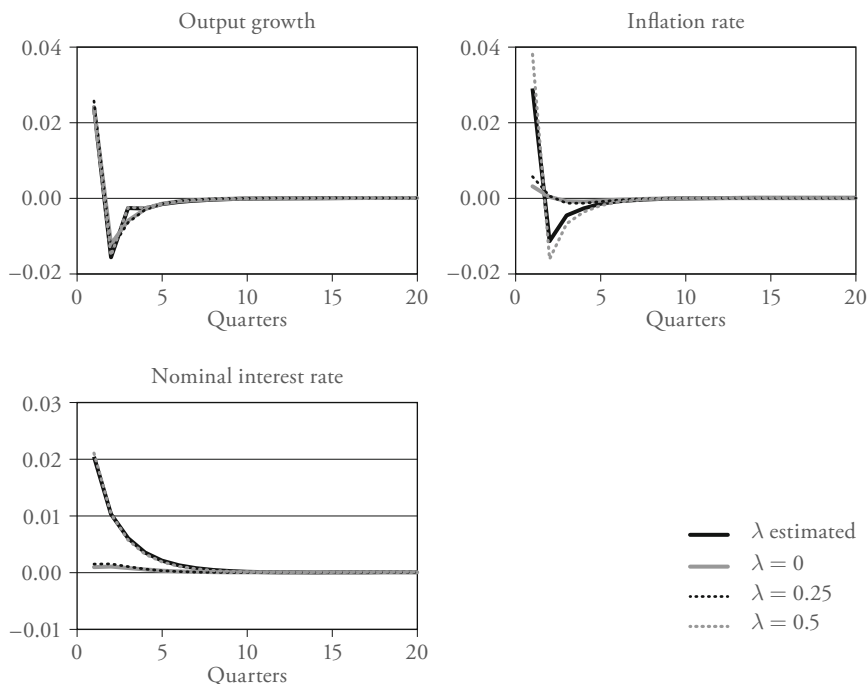 Output growth
0.04
0.02
0.00
−0.02
0 5 10 15 20
Quarters
Inflation rate
0.04
0.02
0.00
−0.02
0 5 10 15 20
Quarters
Nominal interest rate
0.03
0.02
0.01
0.00
−0.01
0 5 10 15 20
Quarters
λ estimated
λ = 0
λ = 0.25
λ = 0.5